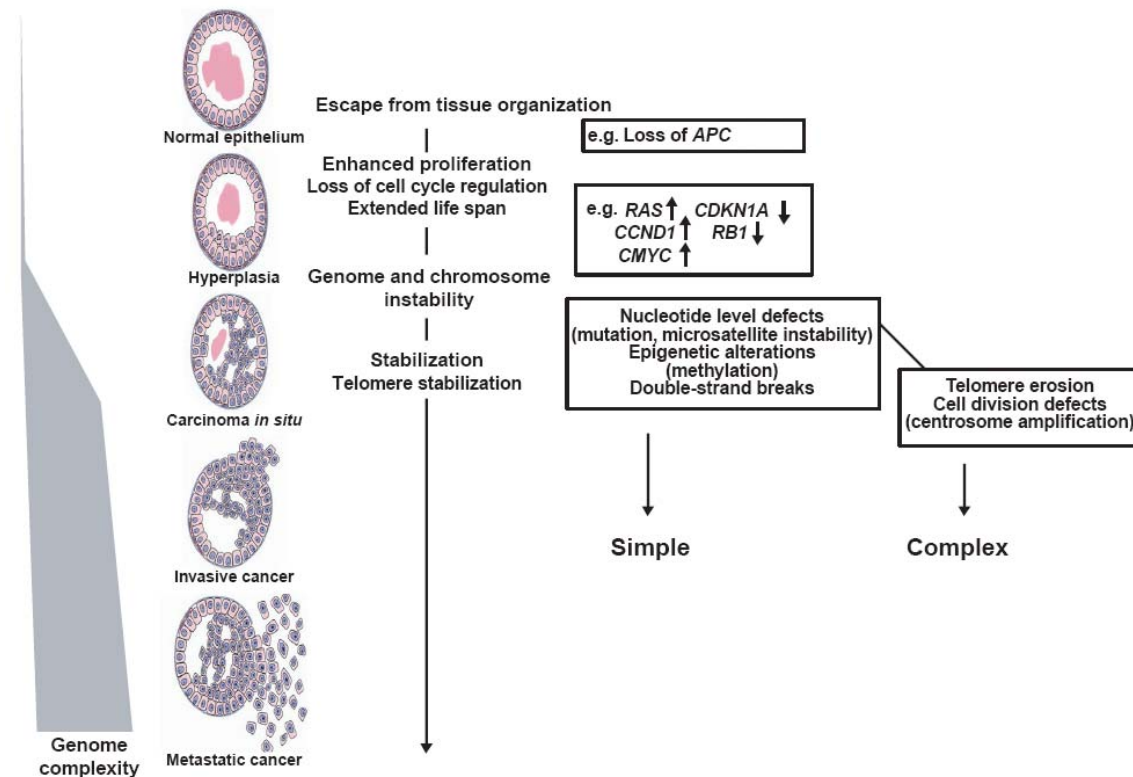 Normal epithelium
Hyperplasia
Carcinoma in situ
Invasive cancer
Metastatic cancer
Genome
complexity
Escape from tissue organization
Enhanced proliferation
Loss of cell cycle regulation
Extended life span
Genome and chromosome
instability
Stabilization
Telomere stabilization
e.g. Loss of APC
e.g. RAS↑ CDKN1A ↓
CCND1↑ RB1↓
CMYC ↑
Nucleotide level defects
(mutation, microsatellite instability)
Epigenetic alterations
(methylation)
Double-strand breaks
Telomere erosion
Cell division defects
(centrosome amplification)
Simple
Complex